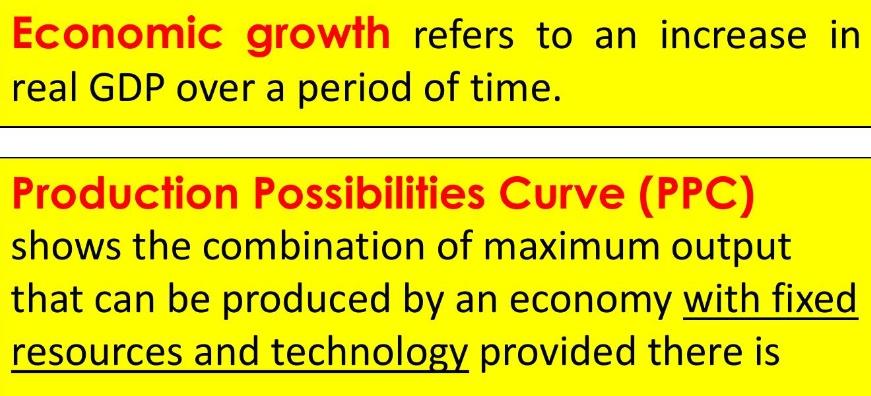 Economic growth refers to an increase in
real GDP over a period of time.
Production Possibilities Curve (PPC)
shows the combination of maximum output
that can be produced by an economy with fixed
resources and technology provided there is